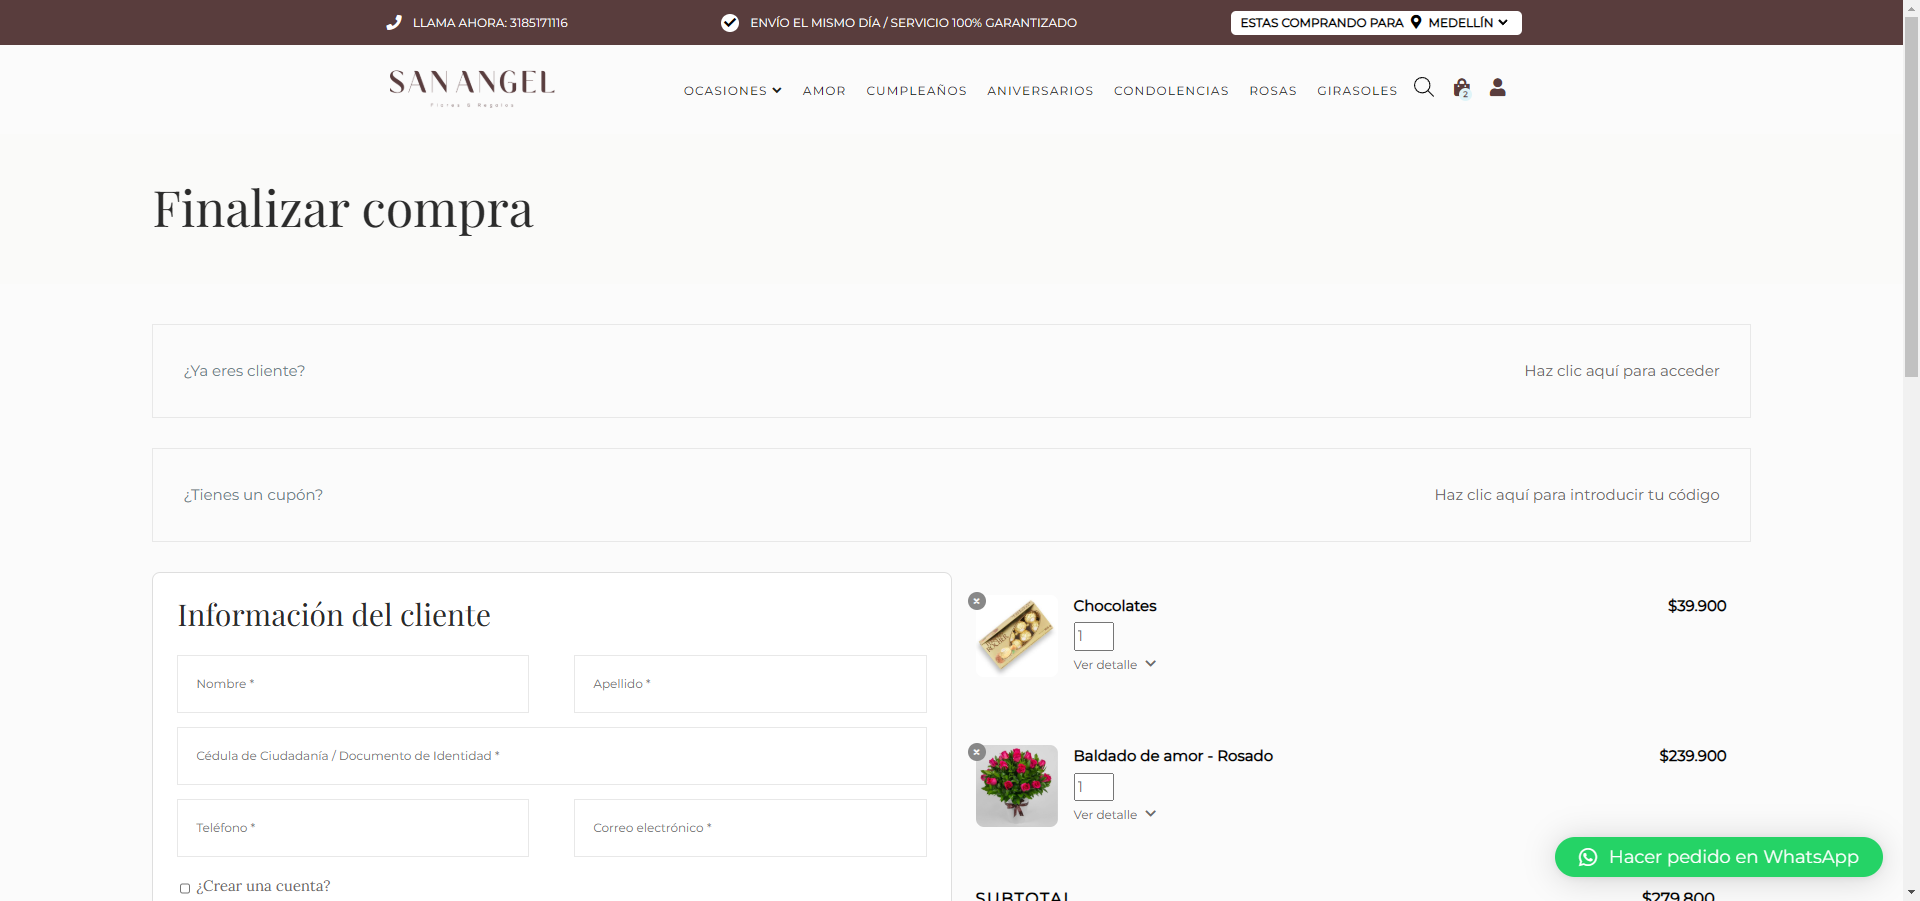 LLAMA AHORA: 3185171116
ENVÍO EL MISMO DÍA / SERVICIO 100% GARANTIZADO
ESTAS COMPRANDO PARA MEDELLÍN
SAN ANGEL
Flores & Regalos
OCASIONES
AMOR
CUMPLEAÑOS
ANIVERSARIOS
CONDOLENCIAS
ROSAS
GIRASOLES
2
Finalizar compra
¿Ya eres cliente?
Haz clic aquí para acceder
¿Tienes un cupón?
Haz clic aquí para introducir tu código
Información del cliente
Nombre *
Apellido *
Cédula de Ciudadanía / Documento de Identidad *
Teléfono *
Correo electrónico *
¿Crear una cuenta?
Chocolates
$39.900
1
Ver detalle
Baldado de amor - Rosado
$239.900
1
Ver detalle
SUBTOTAL
$279.800
Hacer pedido en WhatsApp